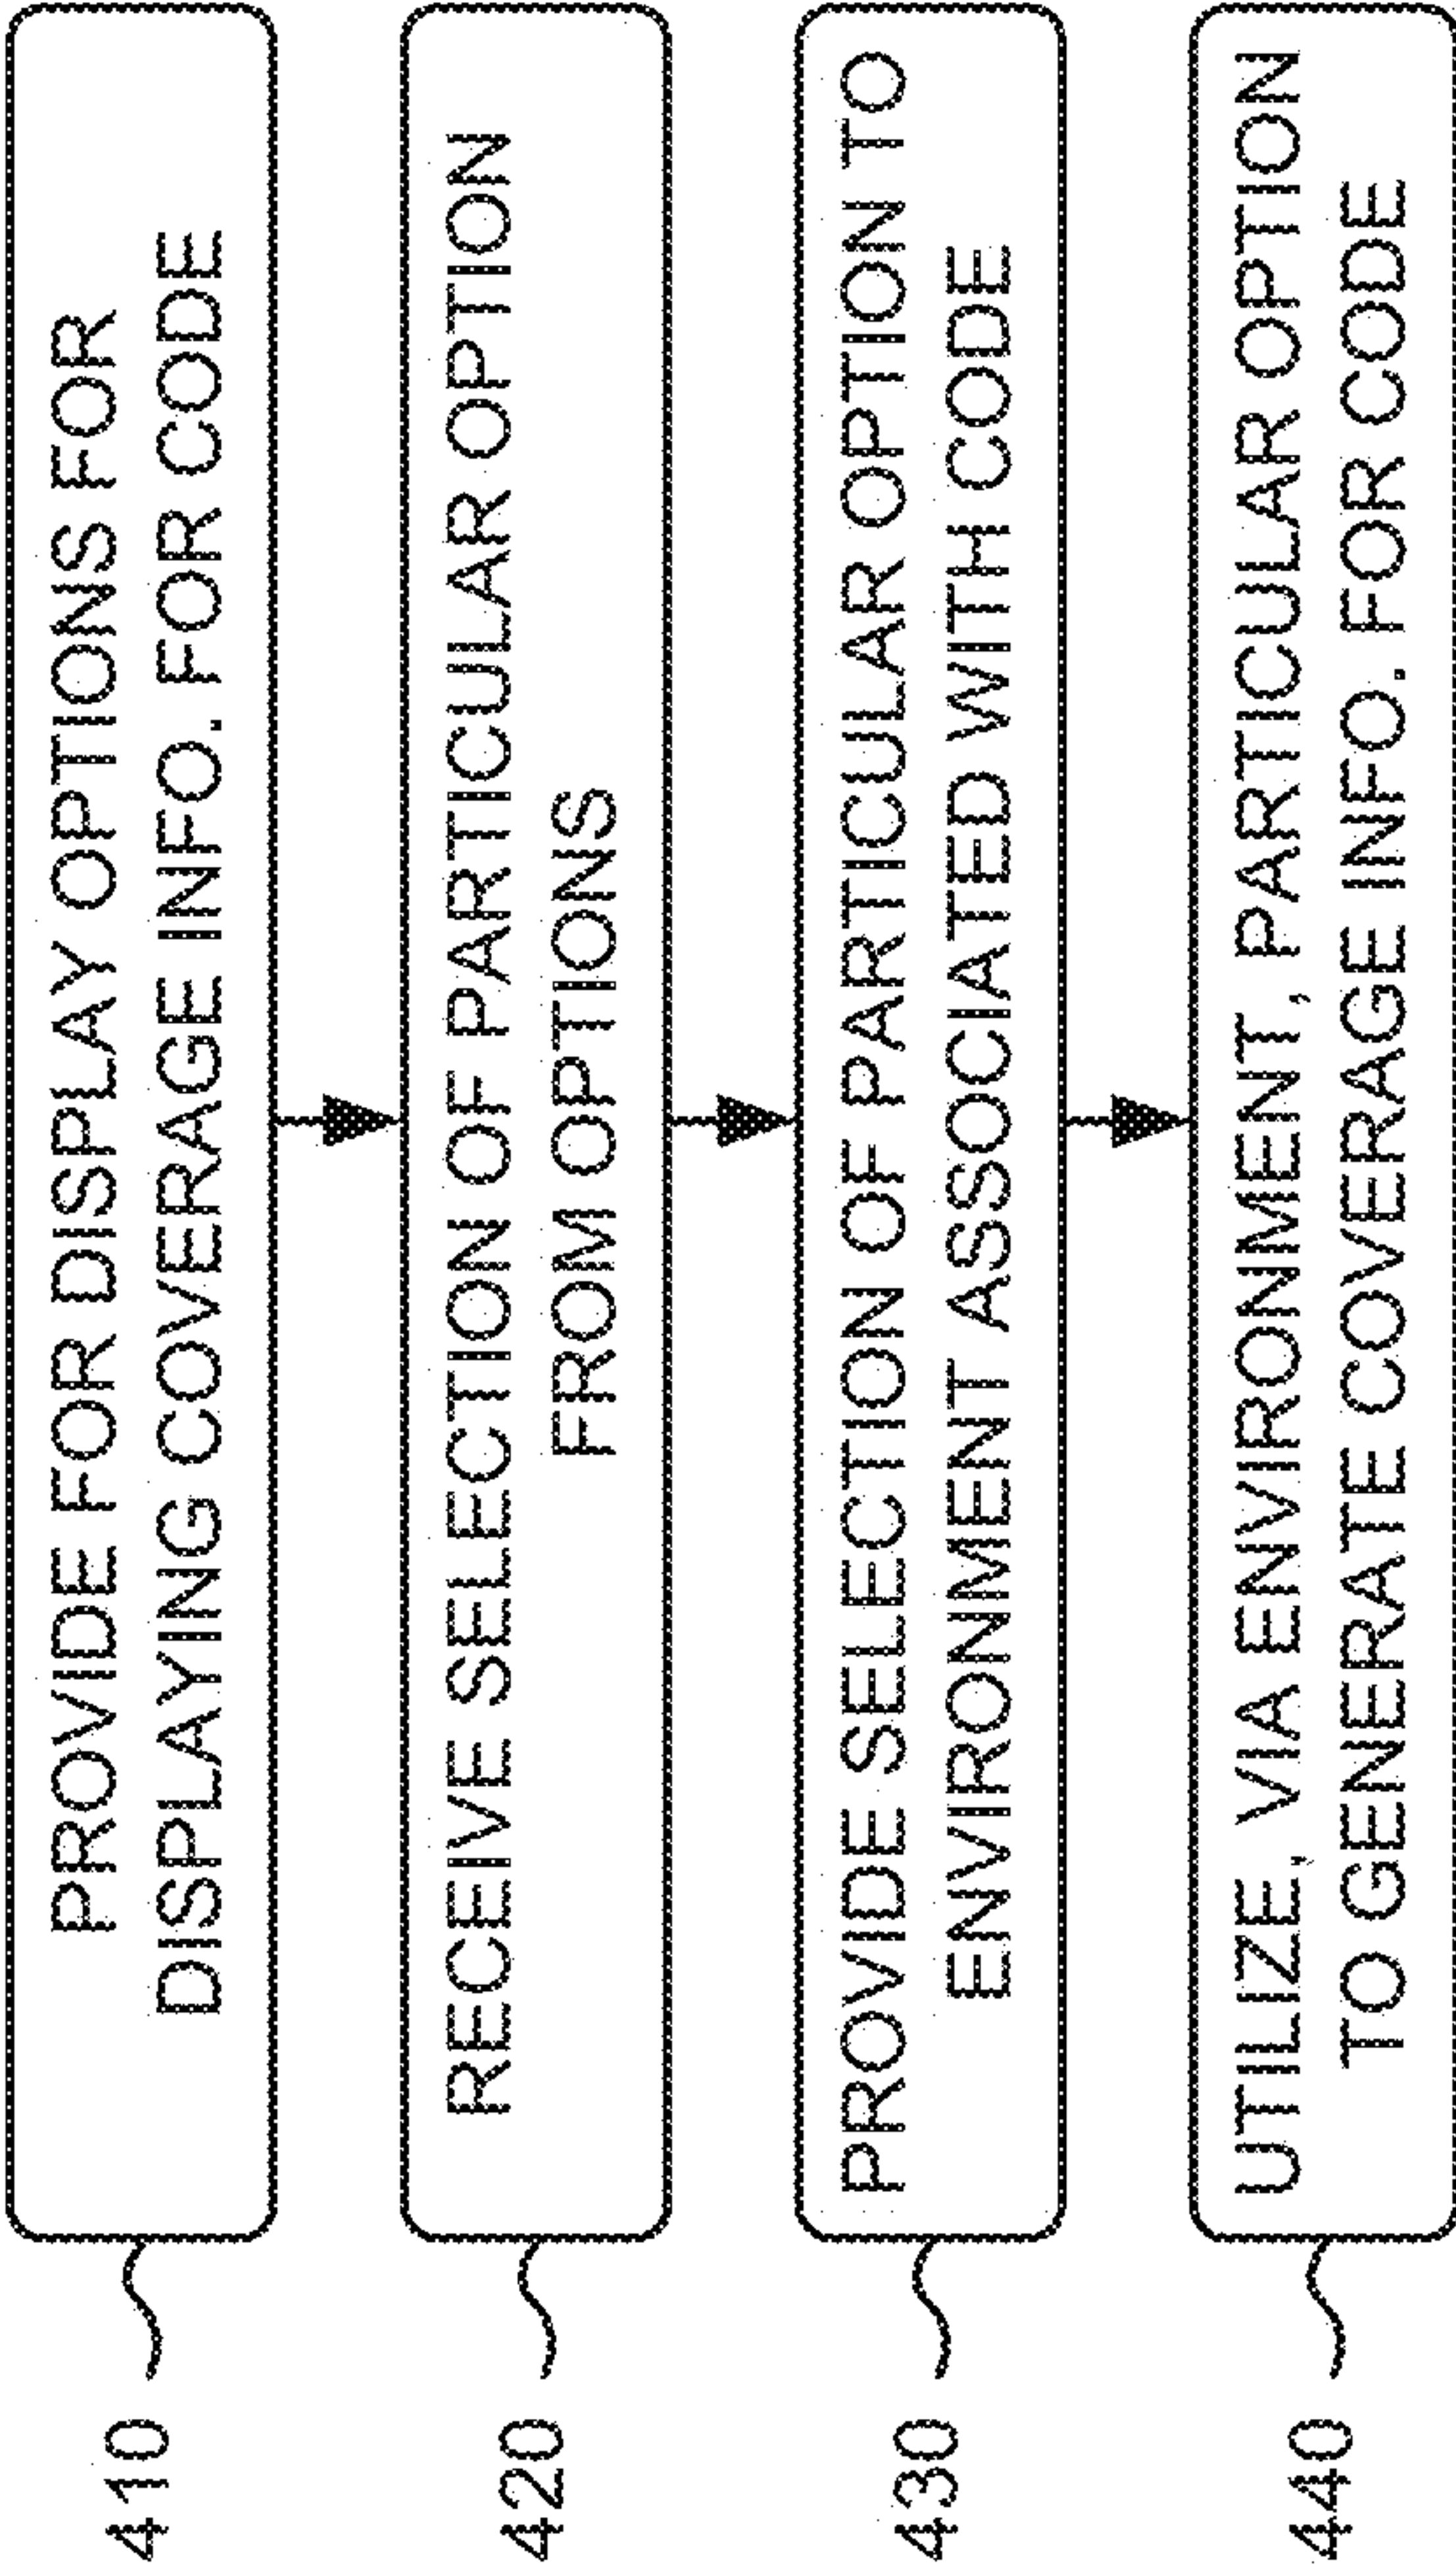 410
PROVIDE FOR DISPLAY OPTIONS FOR
DISPLAYING COVERAGE INFO. FOR CODE
420
RECEIVE SELECTION OF PARTICULAR OPTION
FROM OPTIONS
430
PROVIDE SELECTION OF PARTICULAR OPTION TO
ENVIRONMENT ASSOCIATED WITH CODE
440
UTILIZE, VIA ENVIRONMENT, PARTICULAR OPTION
TO GENERATE COVERAGE INFO. FOR CODE